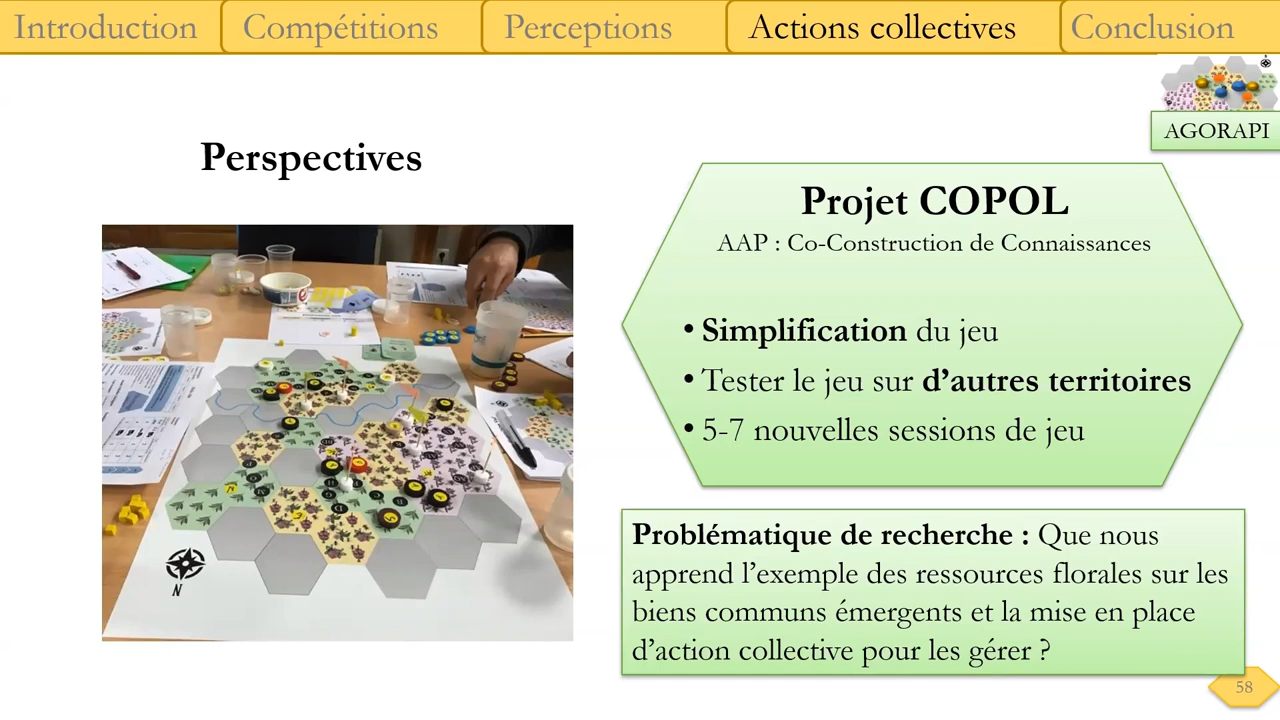 Introduction
Compétitions
Perceptions
Actions collectives
Conclusion
AGORAPI
Perspectives
Projet COPOL
AAP : Co-Construction de Connaissances
• Simplification du jeu
• Tester le jeu sur d’autres territoires
• 5-7 nouvelles sessions de jeu
N
Problématique de recherche : Que nous
apprend l’exemple des ressources florales sur les
biens communs émergents et la mise en place
d’action collective pour les gérer ?
58